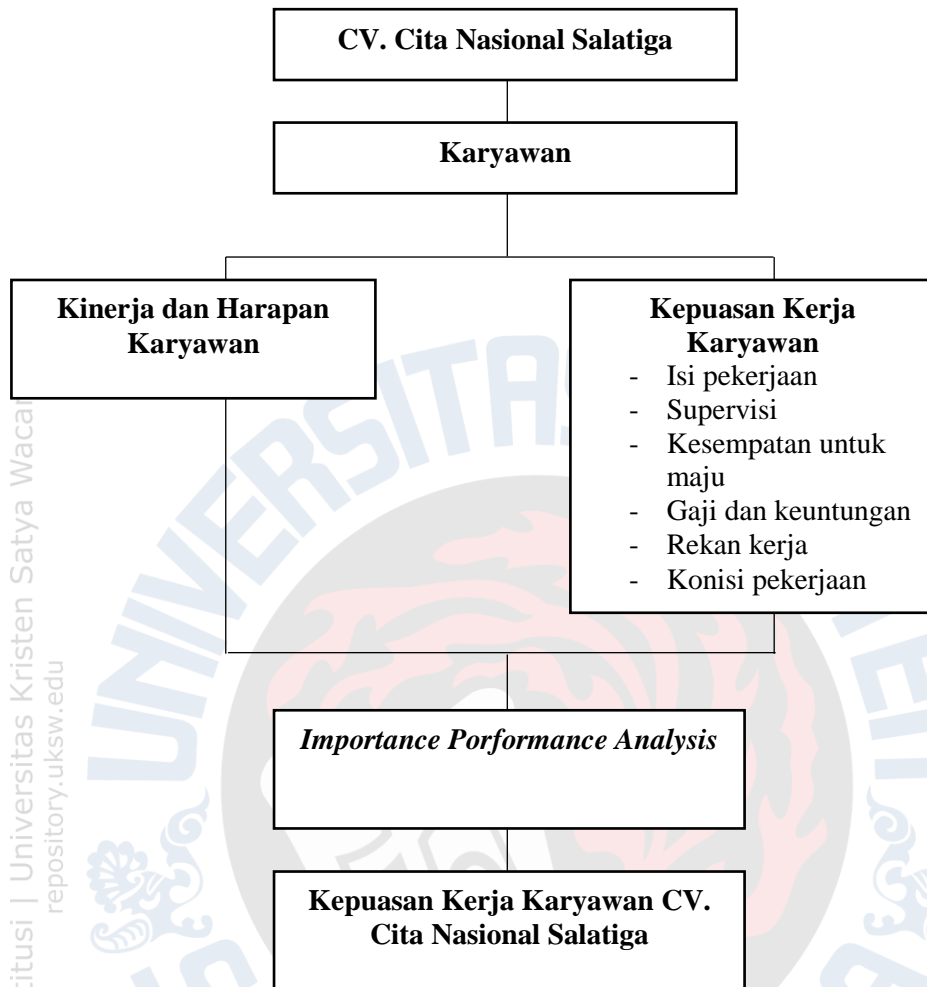 CV. Cita Nasional Salatiga
Karyawan
Kinerja dan Harapan
Karyawan
Kepuasan Kerja
Karyawan
- Isi pekerjaan
- Supervisi
- Kesempatan untuk
maju
- Gaji dan keuntungan
- Rekan kerja
- Konisi pekerjaan
Importance Porformance Analysis
Kepuasan Kerja Karyawan CV.
Cita Nasional Salatiga
| Universitas Kristen Satya
repository.uksw.edu
UNIVERSITAS